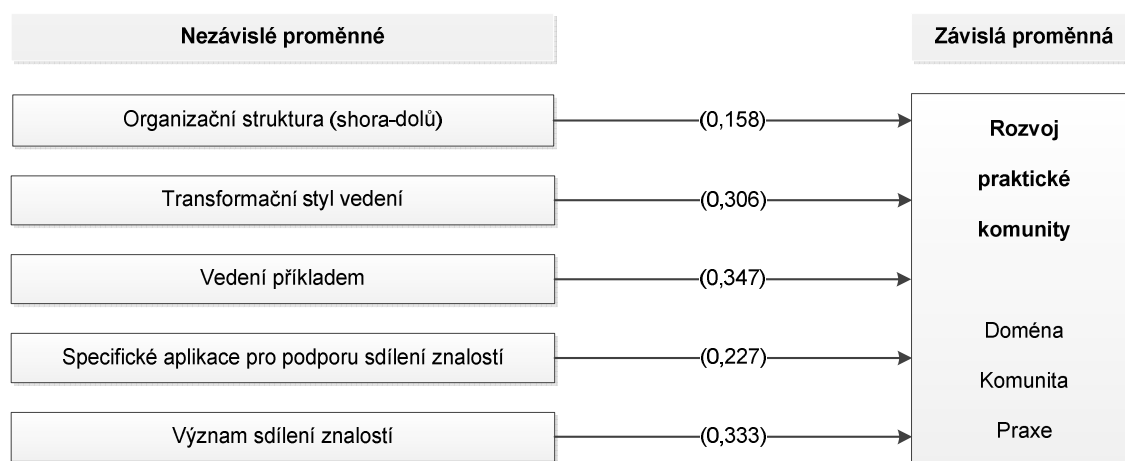 Nezávislé proměnné
Závislá proměnná
Organizační struktura (shora-dolů)
(0,158)
Transformační styl vedení
(0,306)
Vedení příkladem
(0,347)
Specifické aplikace pro podporu sdílení znalostí
(0,227)
Význam sdílení znalostí
(0,333)
Rozvoj
praktické
komunity
Doména
Komunita
Praxe